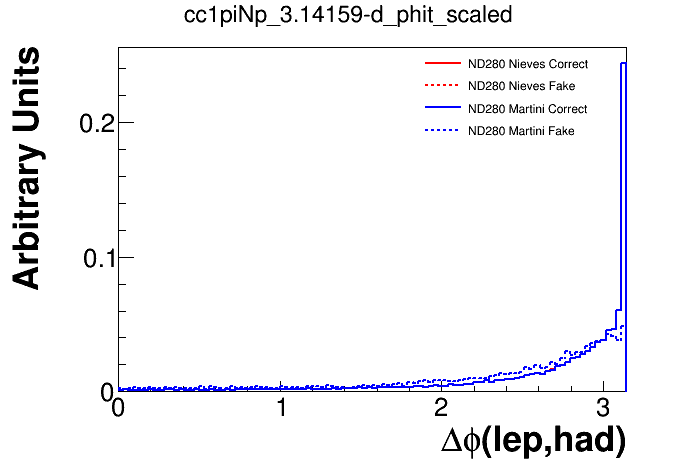 cc1piNp_3.14159-d_phit_scaled
Arbitrary Units
0.2
0.1
0
ND280 Nieves Correct
ND280 Nieves Fake
ND280 Martini Correct
ND280 Martini Fake
0 1 2 3
Δϕ(lep,had)